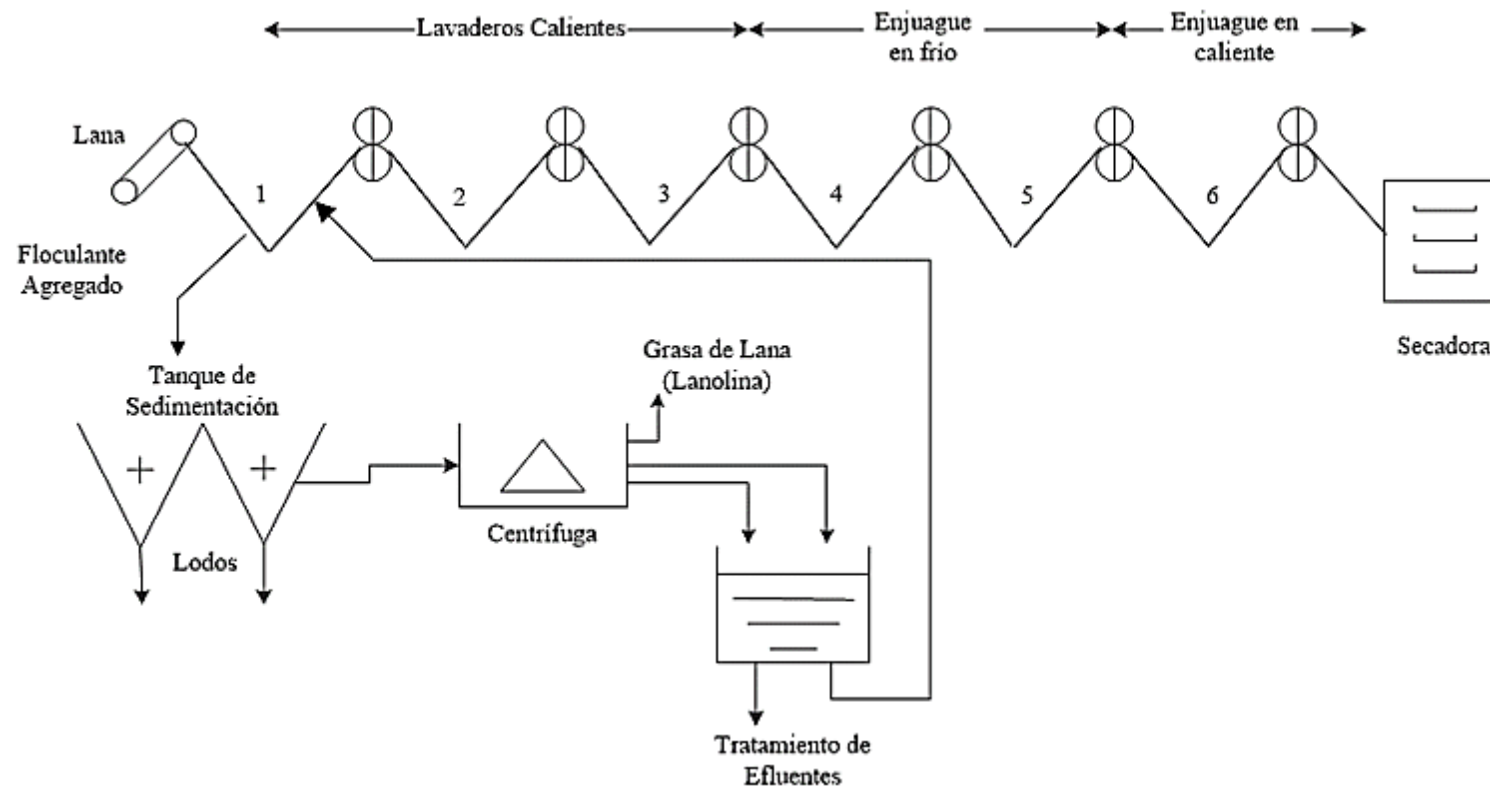 Lavaderos Calientes
Enjuague
en frio
Enjuague en
caliente
Lana
1
2
3
4
5
6
Floculante
Agregado
Secadora
Tanque de
Sedimentación
Grasa de Lana
(Lanolina)
Centrífuga
Lodos
Tratamiento de
Efluentes